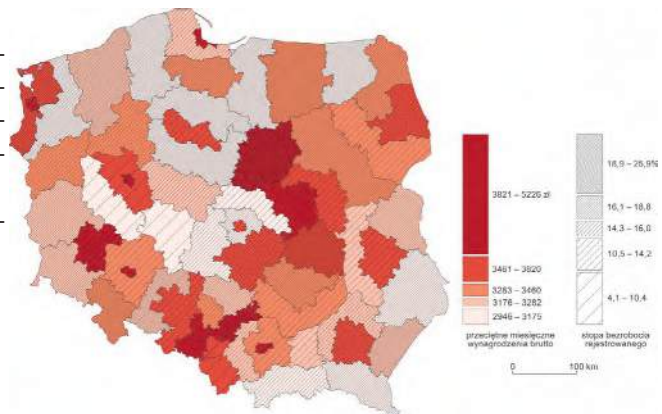 3821 – 5226 zł
3461 – 3820
3283 – 3460
3176 – 3282
2946 – 3175
przeciętne miesięczne
wynagrodzenia brutto
18,9 – 26,9%
16,1 – 18,8
14,3 – 16,0
10,5 – 14,2
4,1 – 10,4
stopa bezrobocia
rejestrowanego
0 100 km